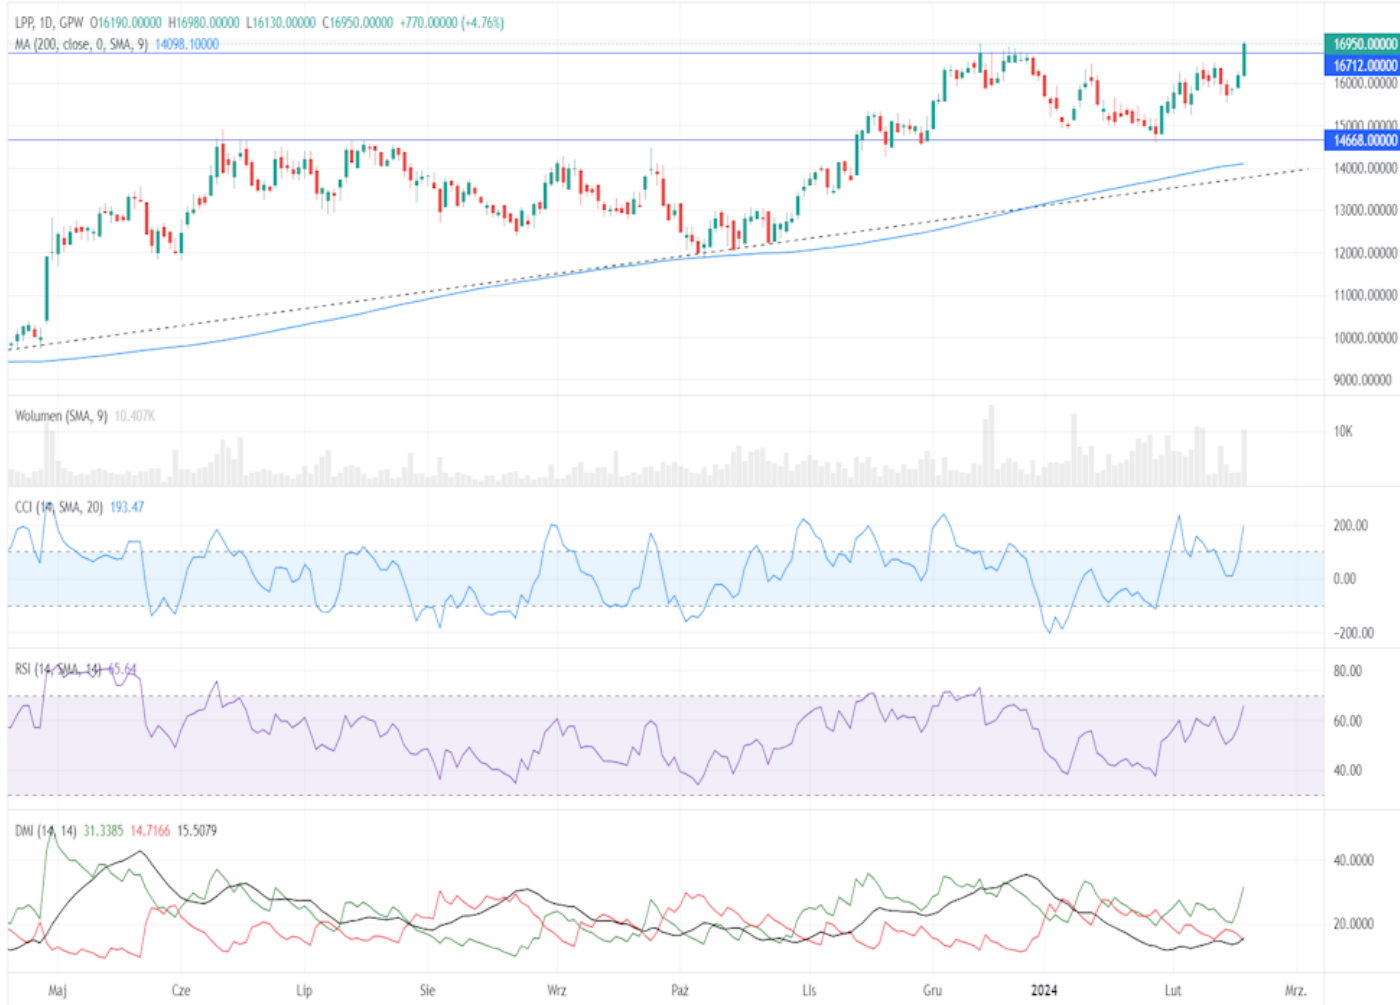 LPP, 1D, GPW O16190.00000 H16980.00000 L16130.00000 C16950.00000 +770.00000 (+4.76%)
MA (200, close, 0, SMA, 9) 14098.10000
16950.00000
16712.00000
16000.00000
15000.00000
14668.00000
14000.00000
13000.00000
12000.00000
11000.00000
10000.00000
9000.00000
Wolumen (SMA, 9) 10.407K
10K
CCI (14, SMA, 20) 193.47
200.00
0.00
−200.00
RSI (14, SMA, 14) 65.64
80.00
60.00
40.00
DMI (14, 14) 31.3385 14.7166 15.5079
40.0000
20.0000
Maj Cze Lip Sie Wrz Paź Lis Gru 2024 Lut Mrz.